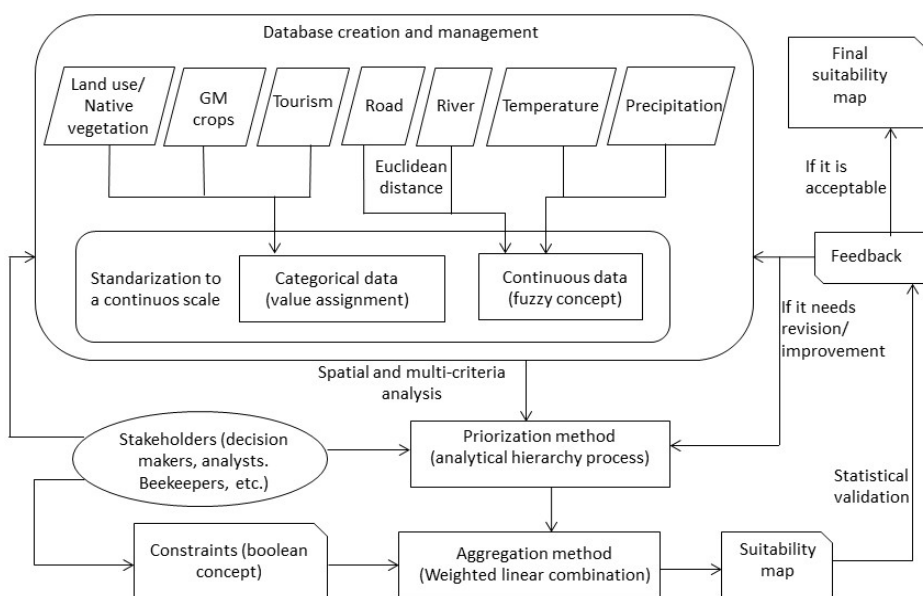 Database creation and management
Land use/
Native
vegetation
GM
crops
Tourism
Road
River
Temperature
Precipitation
Euclidean
distance
Standarization to
a continuos scale
Categorical data
(value assignment)
Continuous data
(fuzzy concept)
Final
suitability
map
If it is
acceptable
Feedback
If it needs
revision/
improvement
Spatial and multi-criteria
analysis
Stakeholders (decision
makers, analysts.
Beekeepers, etc.)
Priorization method
(analytical hierarchy process)
Statistical
validation
Constraints (boolean
concept)
Aggregation method
(Weighted linear combination)
Suitability
map